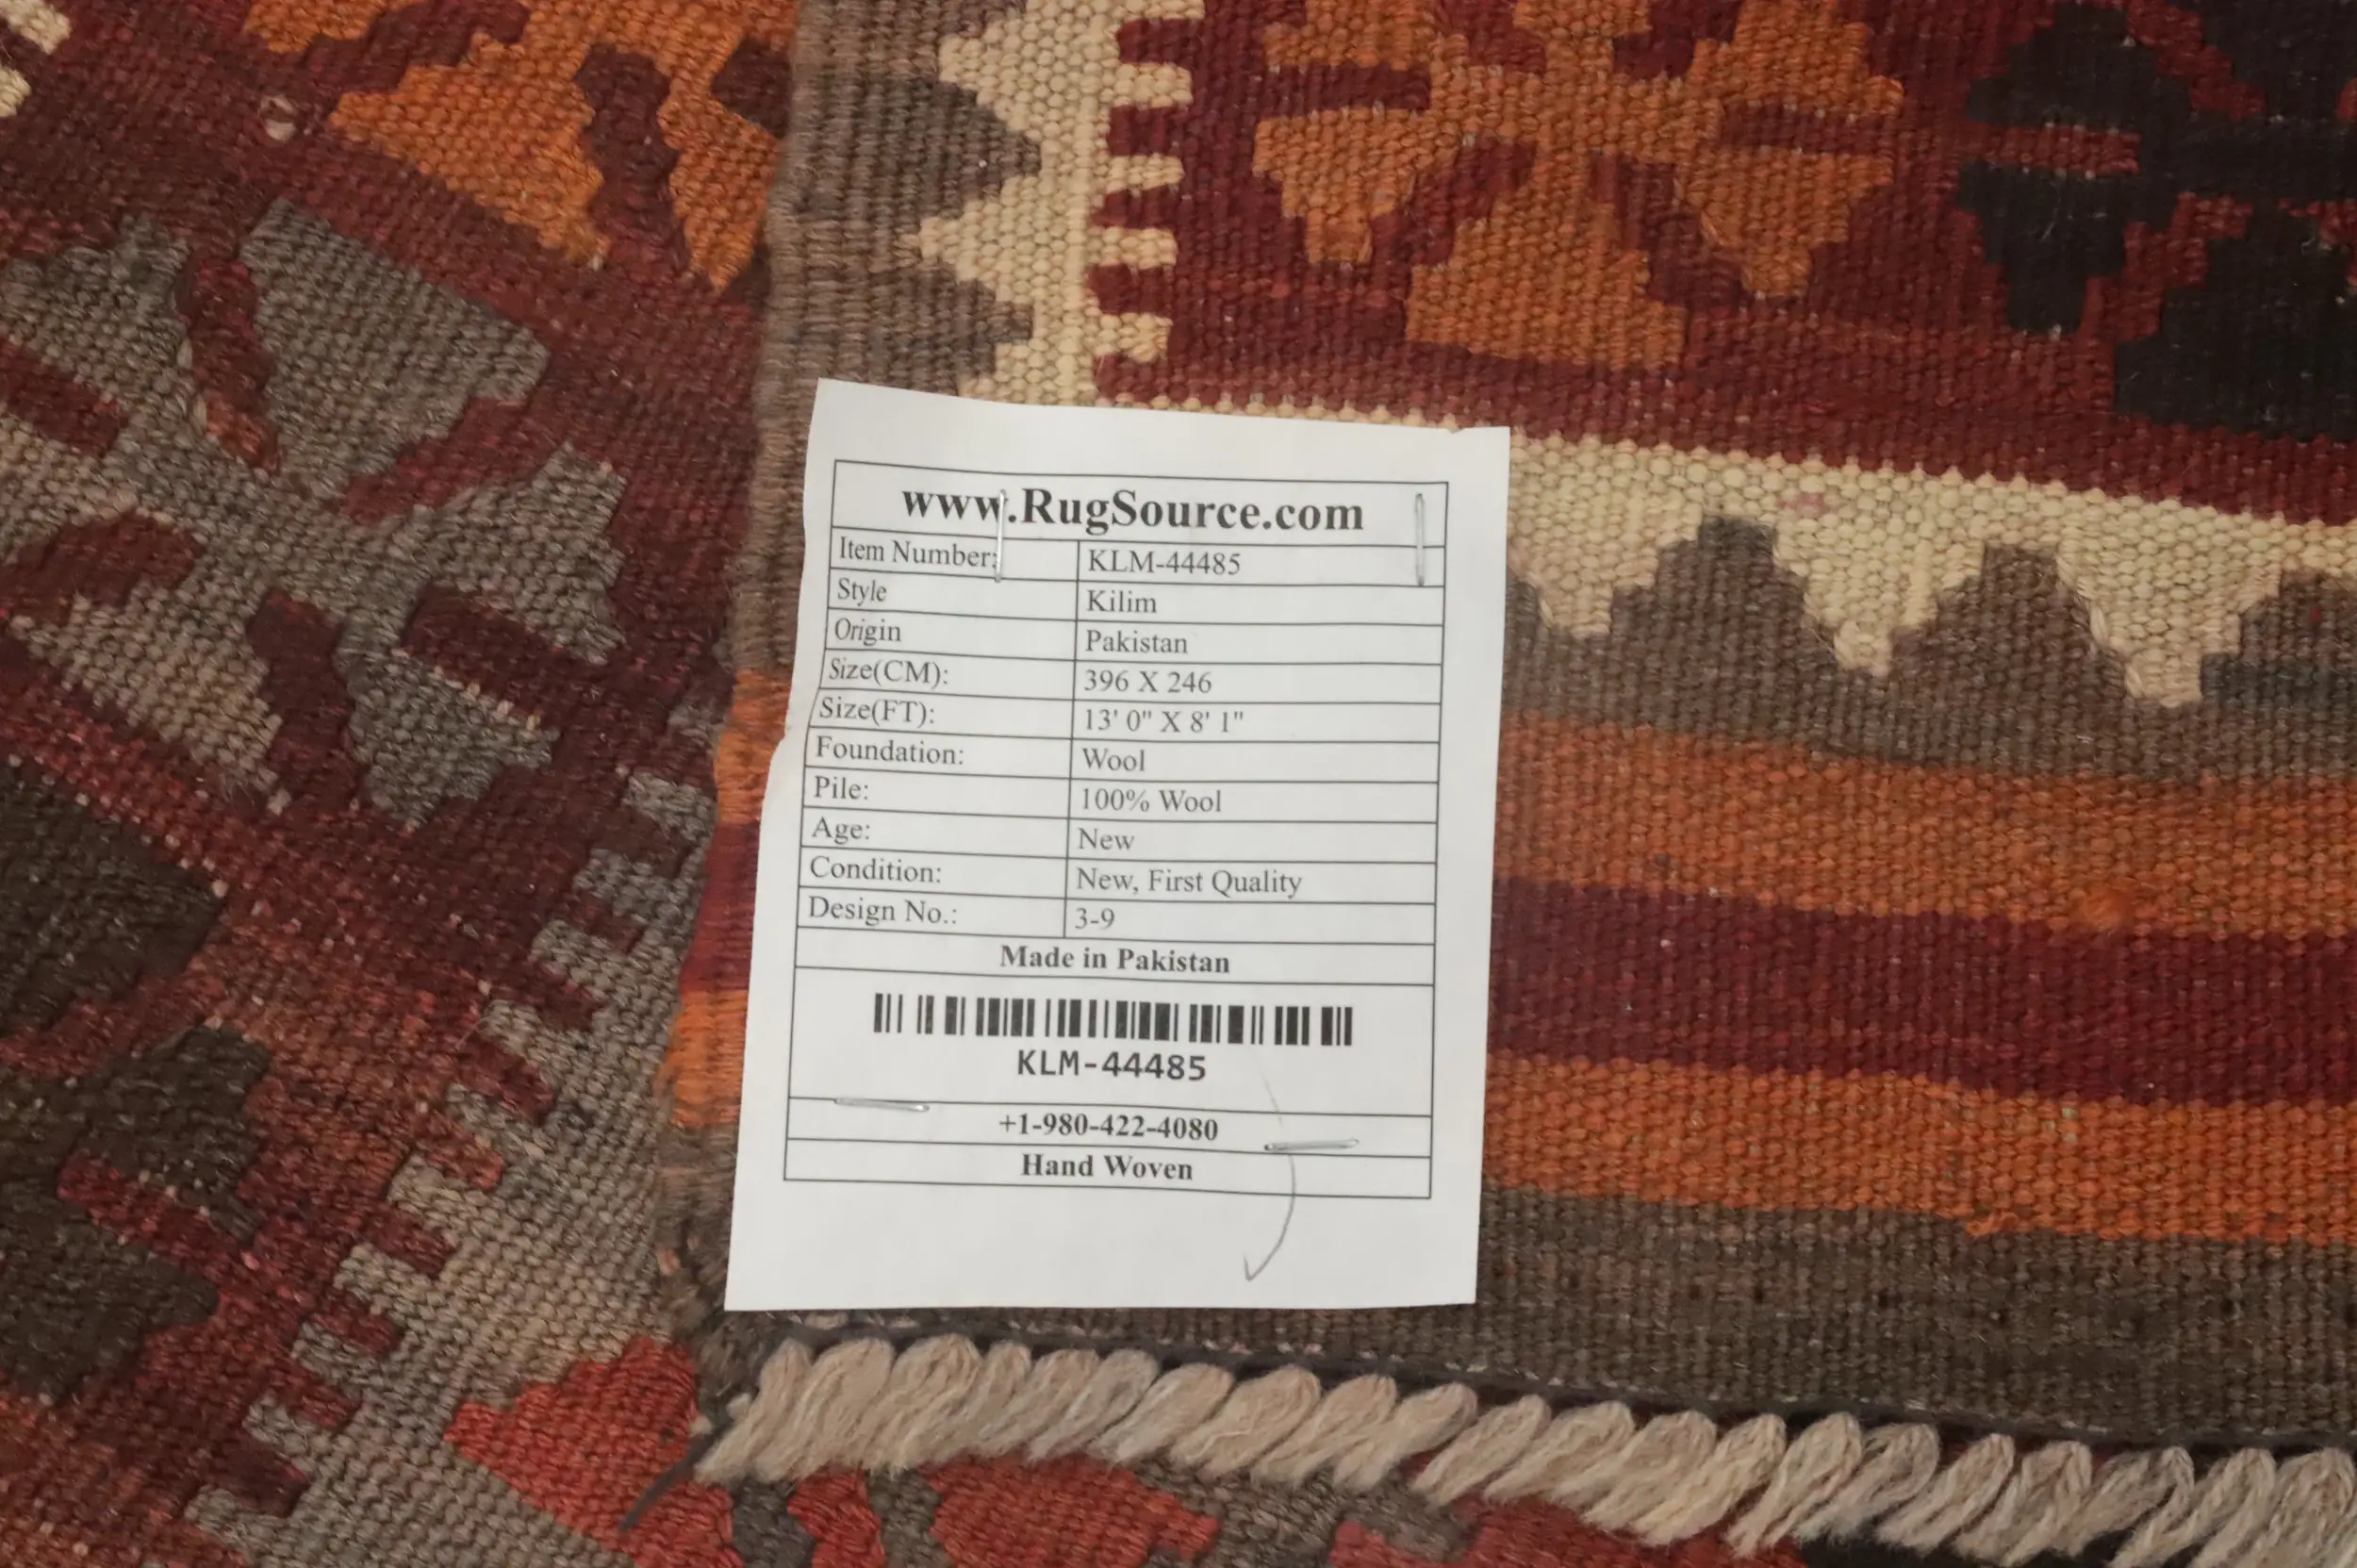 www.RugSource.com
Item Number: KLM-44485
Style Kilim
Origin Pakistan
Size(CM): 396 X 246
Size(FT): 13' 0" X 8' 1"
Foundation: Wool
Pile: 100% Wool
Age: New
Condition: New, First Quality
Design No.: 3-9
Made in Pakistan
KLM-44485
+1-980-422-4080
Hand Woven